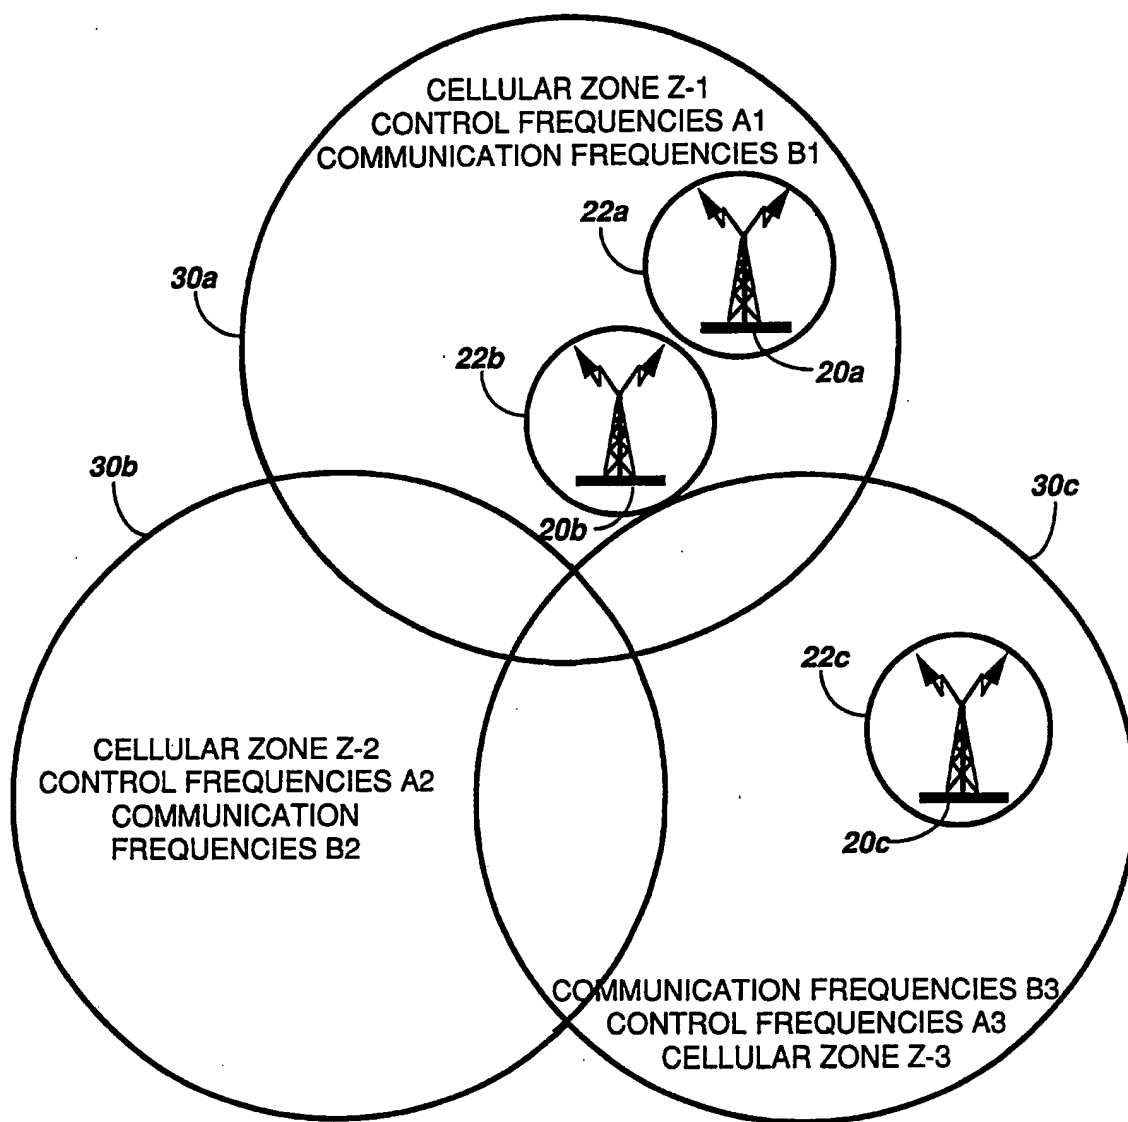 CELLULAR ZONE Z-1
CONTROL FREQUENCIES A1
COMMUNICATION FREQUENCIES B1
22a
30a
22b
20a
30b
30c
20b
22c
CELLULAR ZONE Z-2
CONTROL FREQUENCIES A2
COMMUNICATION
FREQUENCIES B2
20c
COMMUNICATION FREQUENCIES B3
CONTROL FREQUENCIES A3
CELLULAR ZONE Z-3